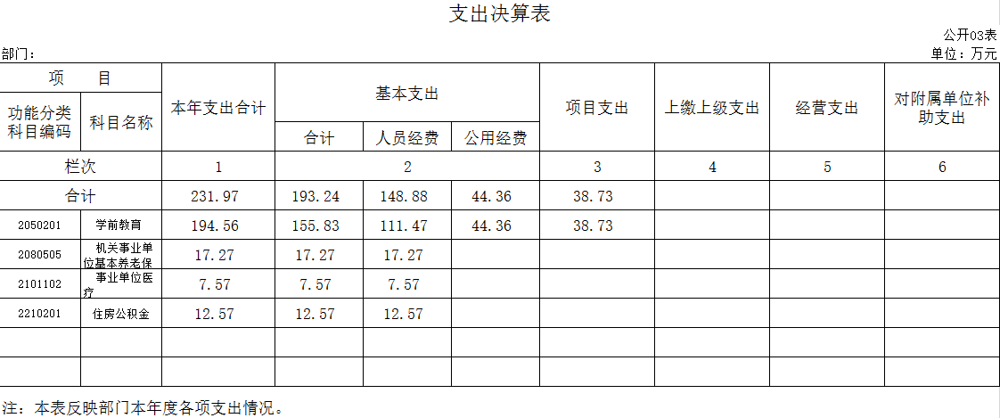 支出决算表
公开03表
部门： 单位：万元
项 目 本年支出合计 基本支出 项目支出 上缴上级支出 经营支出 对附属单位补
助支出
功能分类
科目编码 科目名称 合计 人员经费 公用经费
栏次 1 2 3 4 5 6
合计 231.97 193.24 148.88 44.36 38.73
2050201 学前教育 194.56 155.83 111.47 44.36 38.73
2080505 机关事业单
位基本养老保 17.27 17.27 17.27
2101102 事业单位医
疗 7.57 7.57 7.57
2210201 住房公积金 12.57 12.57 12.57
注：本表反映部门本年度各项支出情况。